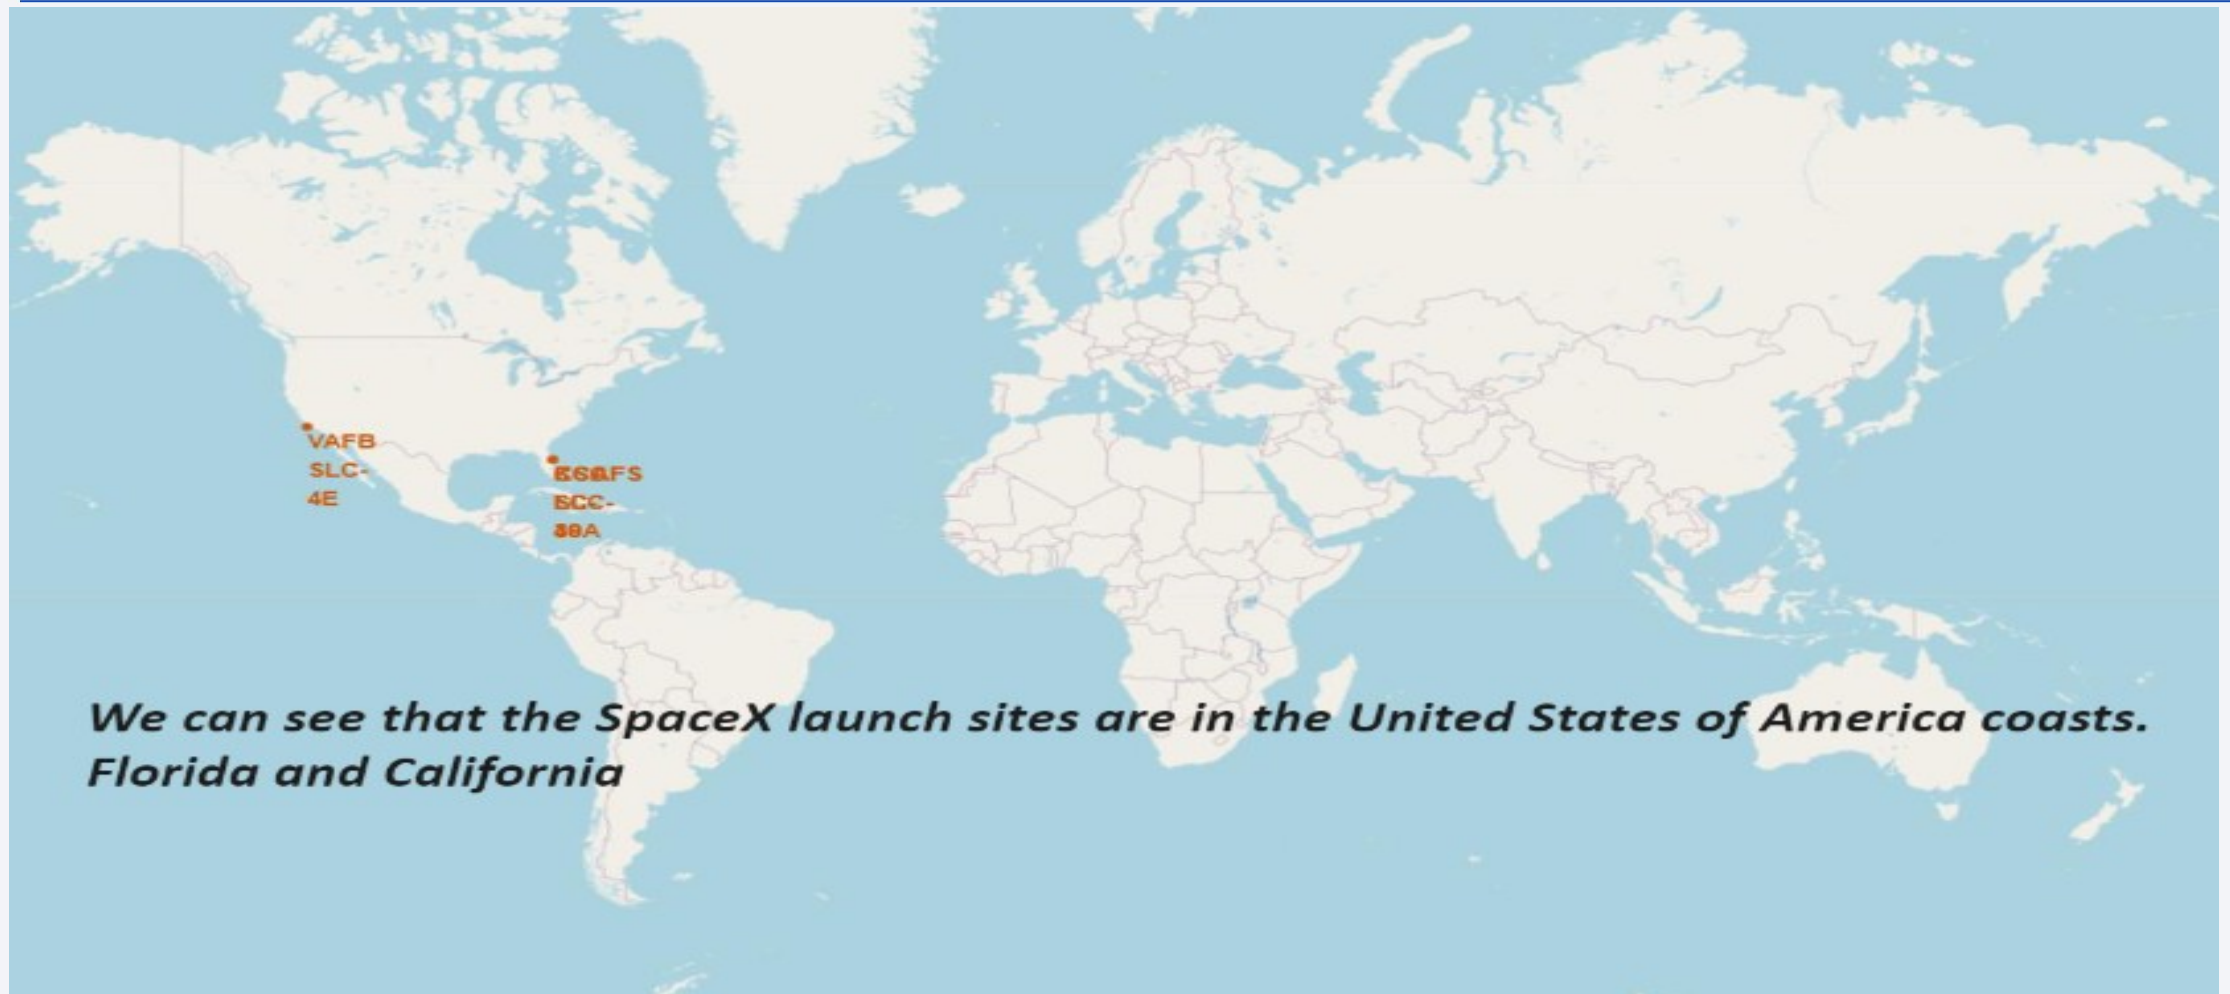 VAFB
SLC-
4E
We can see that the SpaceX launch sites are in the United States of America coasts.
Florida and California